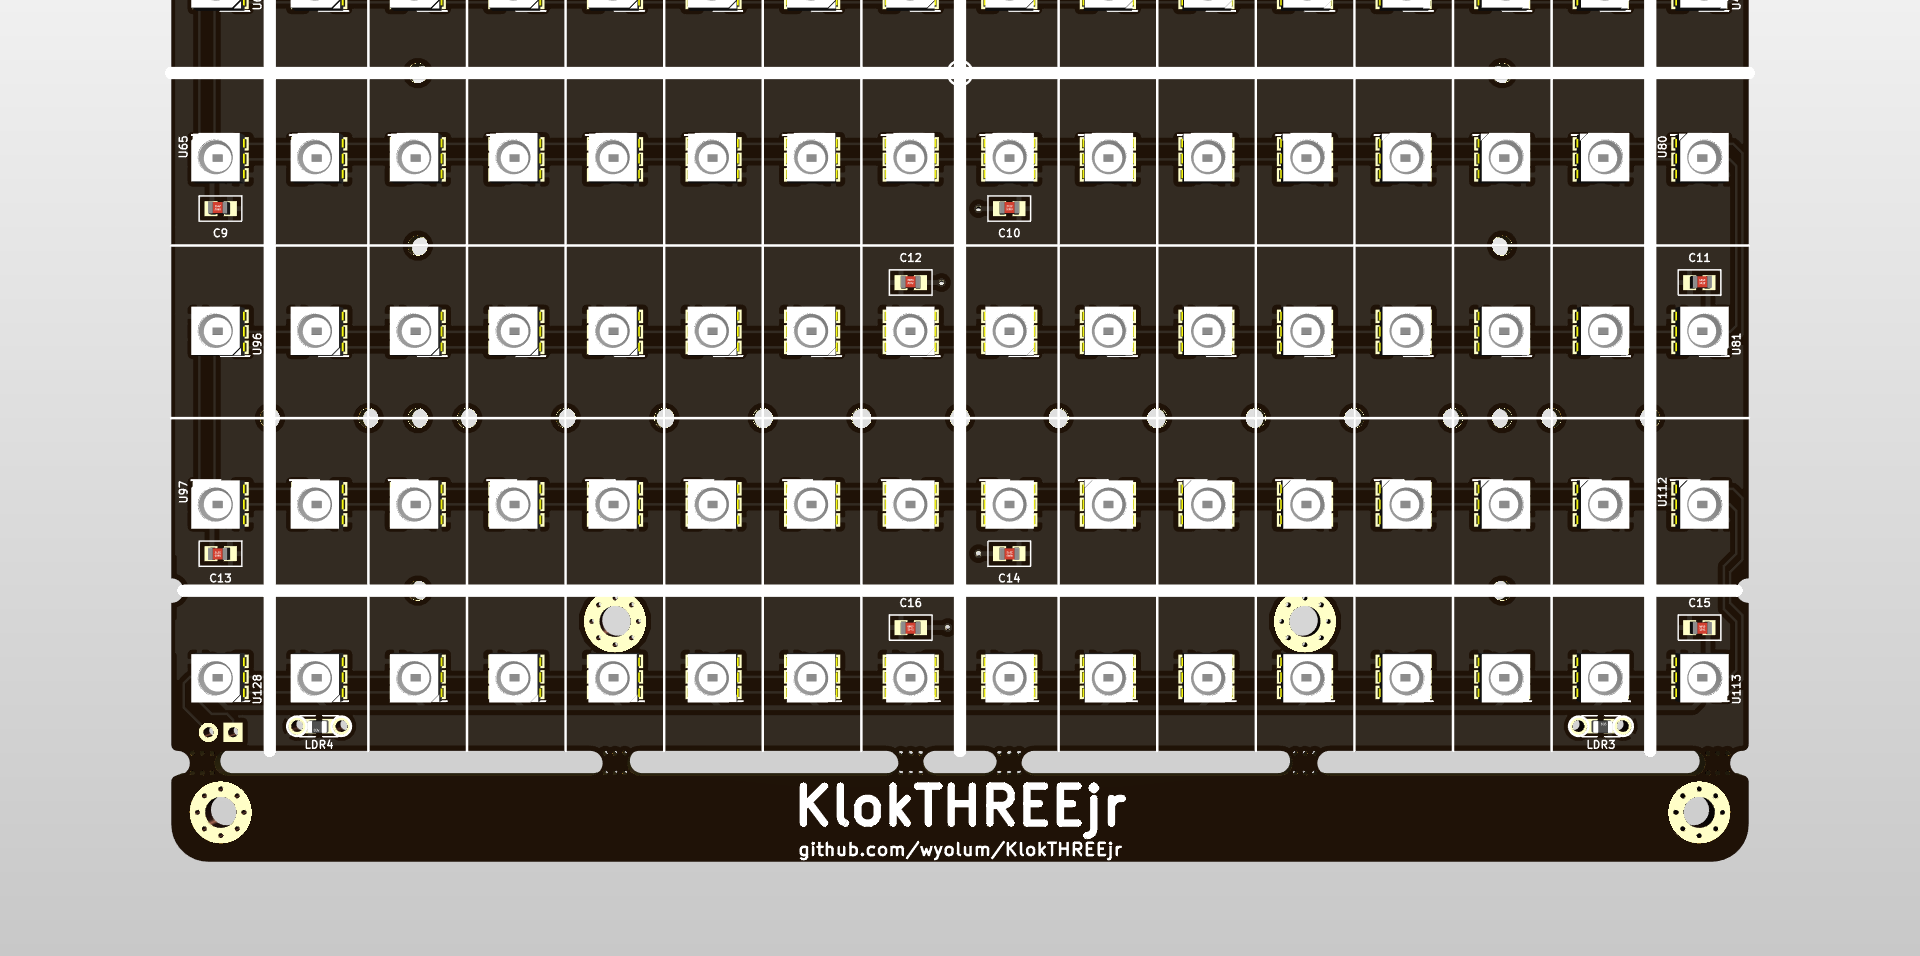 U65
U80
C9
C10
C12
C11
U96
U81
U97
U112
C13
C14
C16
C15
U128
U113
LDR4
LDR3
KlokTHREEjr
github.com/wyolum/KlokTHREEjr